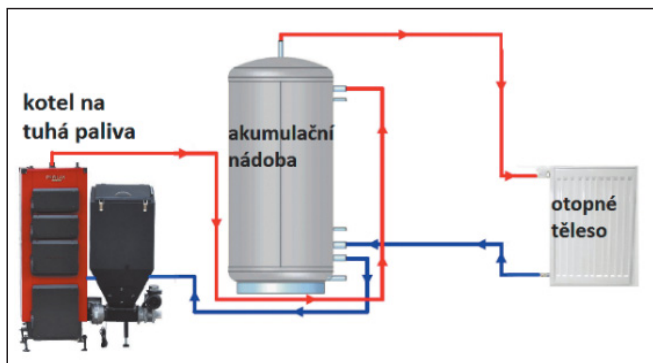 kotel na
tuhá paliva
akumulační
nádoba
otopné
těleso